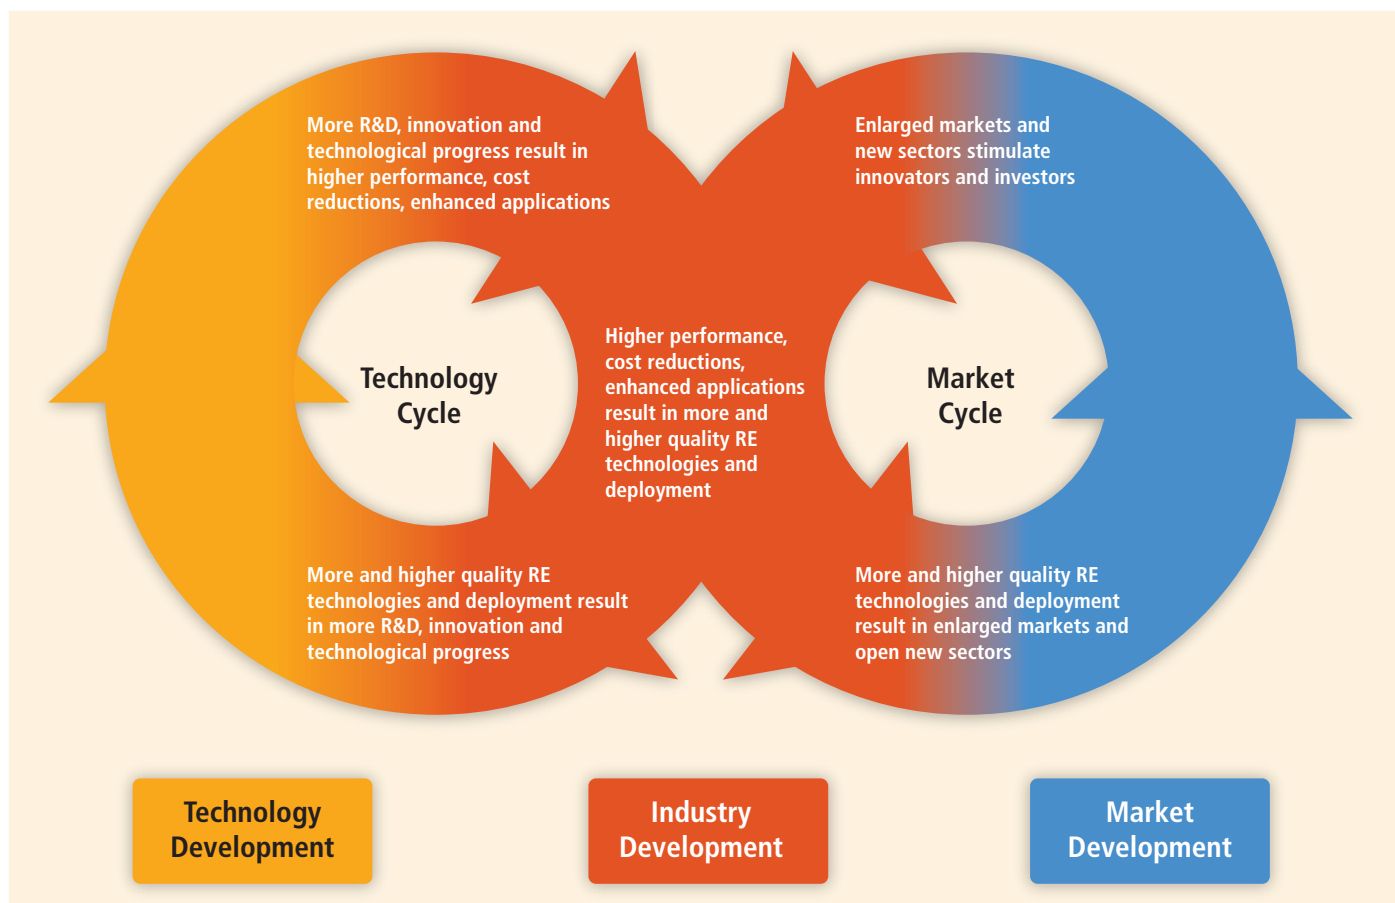 More R&D, innovation and
technological progress result in
higher performance, cost
reductions, enhanced applications
Enlarged markets and
new sectors stimulate
innovators and investors
Technology
Cycle
Higher performance,
cost reductions,
enhanced applications
result in more and
higher quality RE
technologies and
deployment
Market
Cycle
More and higher quality RE
technologies and deployment result
in more R&D, innovation and
technological progress
More and higher quality RE
technologies and deployment
result in enlarged markets and
open new sectors
Technology
Development
Industry
Development
Market
Development